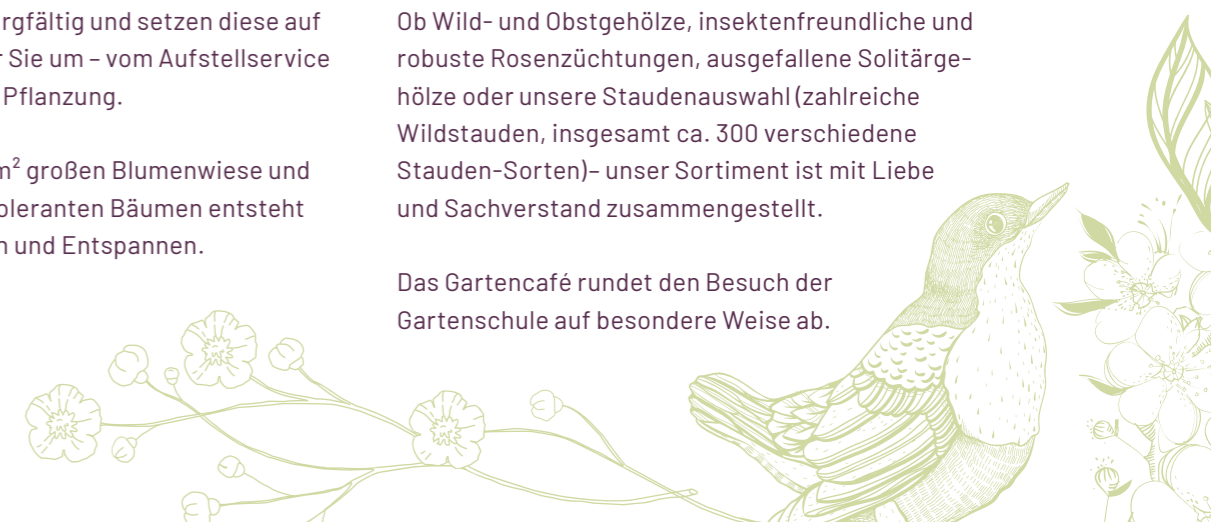 rgfältig und setzen diese auf
Sie um – vom Aufstellservice
Pflanzung.
m² großen Blumenwiese und
oleranten Bäumen entsteht
und Entspannen.
Ob Wild- und Obstgehölze, insektenfreundliche und
robuste Rosenzüchtungen, ausgefallene Solitärge-
hölze oder unsere Staudenauswahl (zahlreiche
Wildstauden, insgesamt ca. 300 verschiedene
Stauden-Sorten)– unser Sortiment ist mit Liebe
und Sachverstand zusammengestellt.
Das Gartencafé rundet den Besuch der
Gartenschule auf besondere Weise ab.